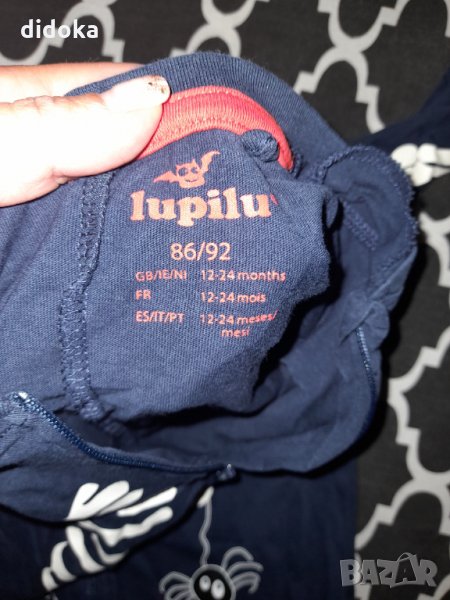 didoka
lupilu
86/92
GB/IE/NI 12-24 months
FR 12-24 mois
ES/IT/PT 12-24 meses/
mesi
BAZAR